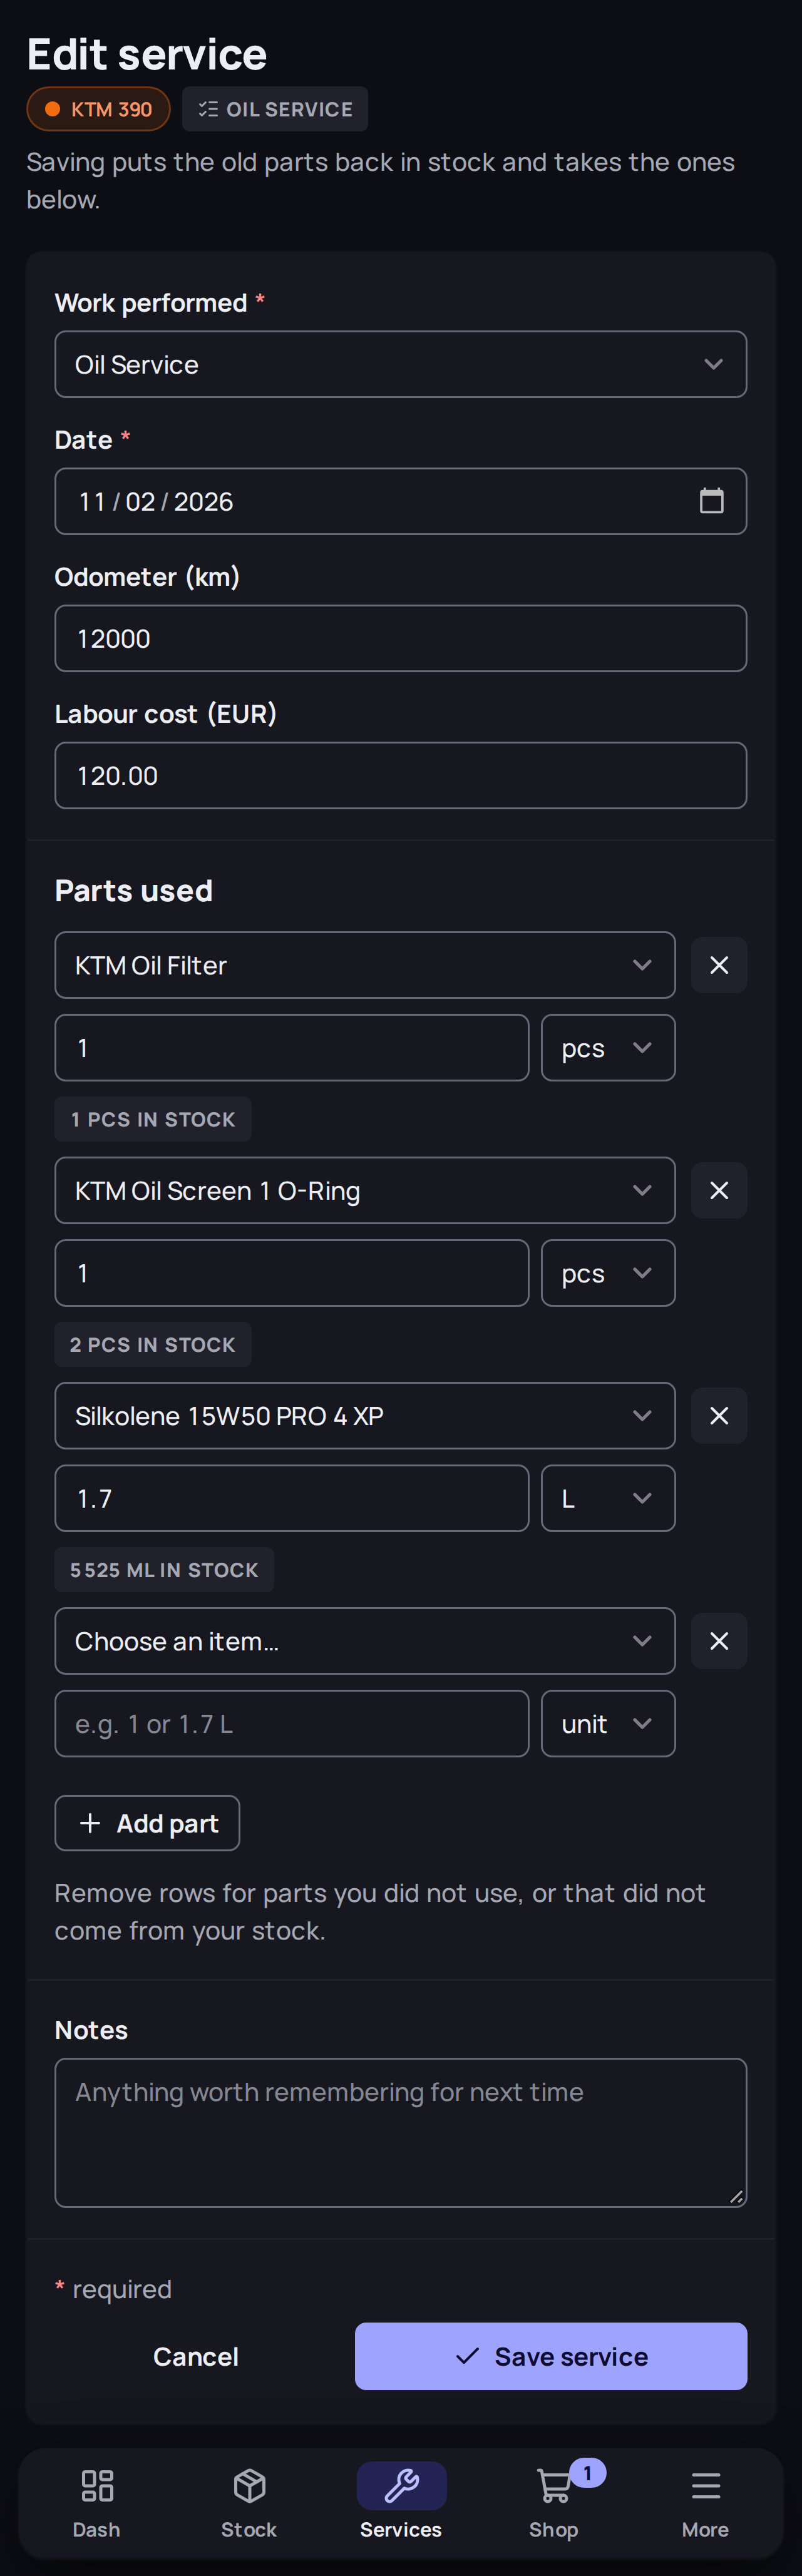 Edit service
KTM 390
OIL SERVICE
Saving puts the old parts back in stock and takes the ones
below.
Work performed *
Oil Service
Date *
11 / 02 / 2026
Odometer (km)
12000
Labour cost (EUR)
120.00
Parts used
KTM Oil Filter
1
pcs
1 PCS IN STOCK
KTM Oil Screen 1 O-Ring
1
pcs
2 PCS IN STOCK
Silkolene 15W50 PRO 4 XP
1.7
L
5 525 ML IN STOCK
Choose an item...
e.g. 1 or 1.7 L
unit
Add part
Remove rows for parts you did not use, or that did not
come from your stock.
Notes
Anything worth remembering for next time
* required
Cancel
Save service
1
Dash
Stock
Services
Shop
More